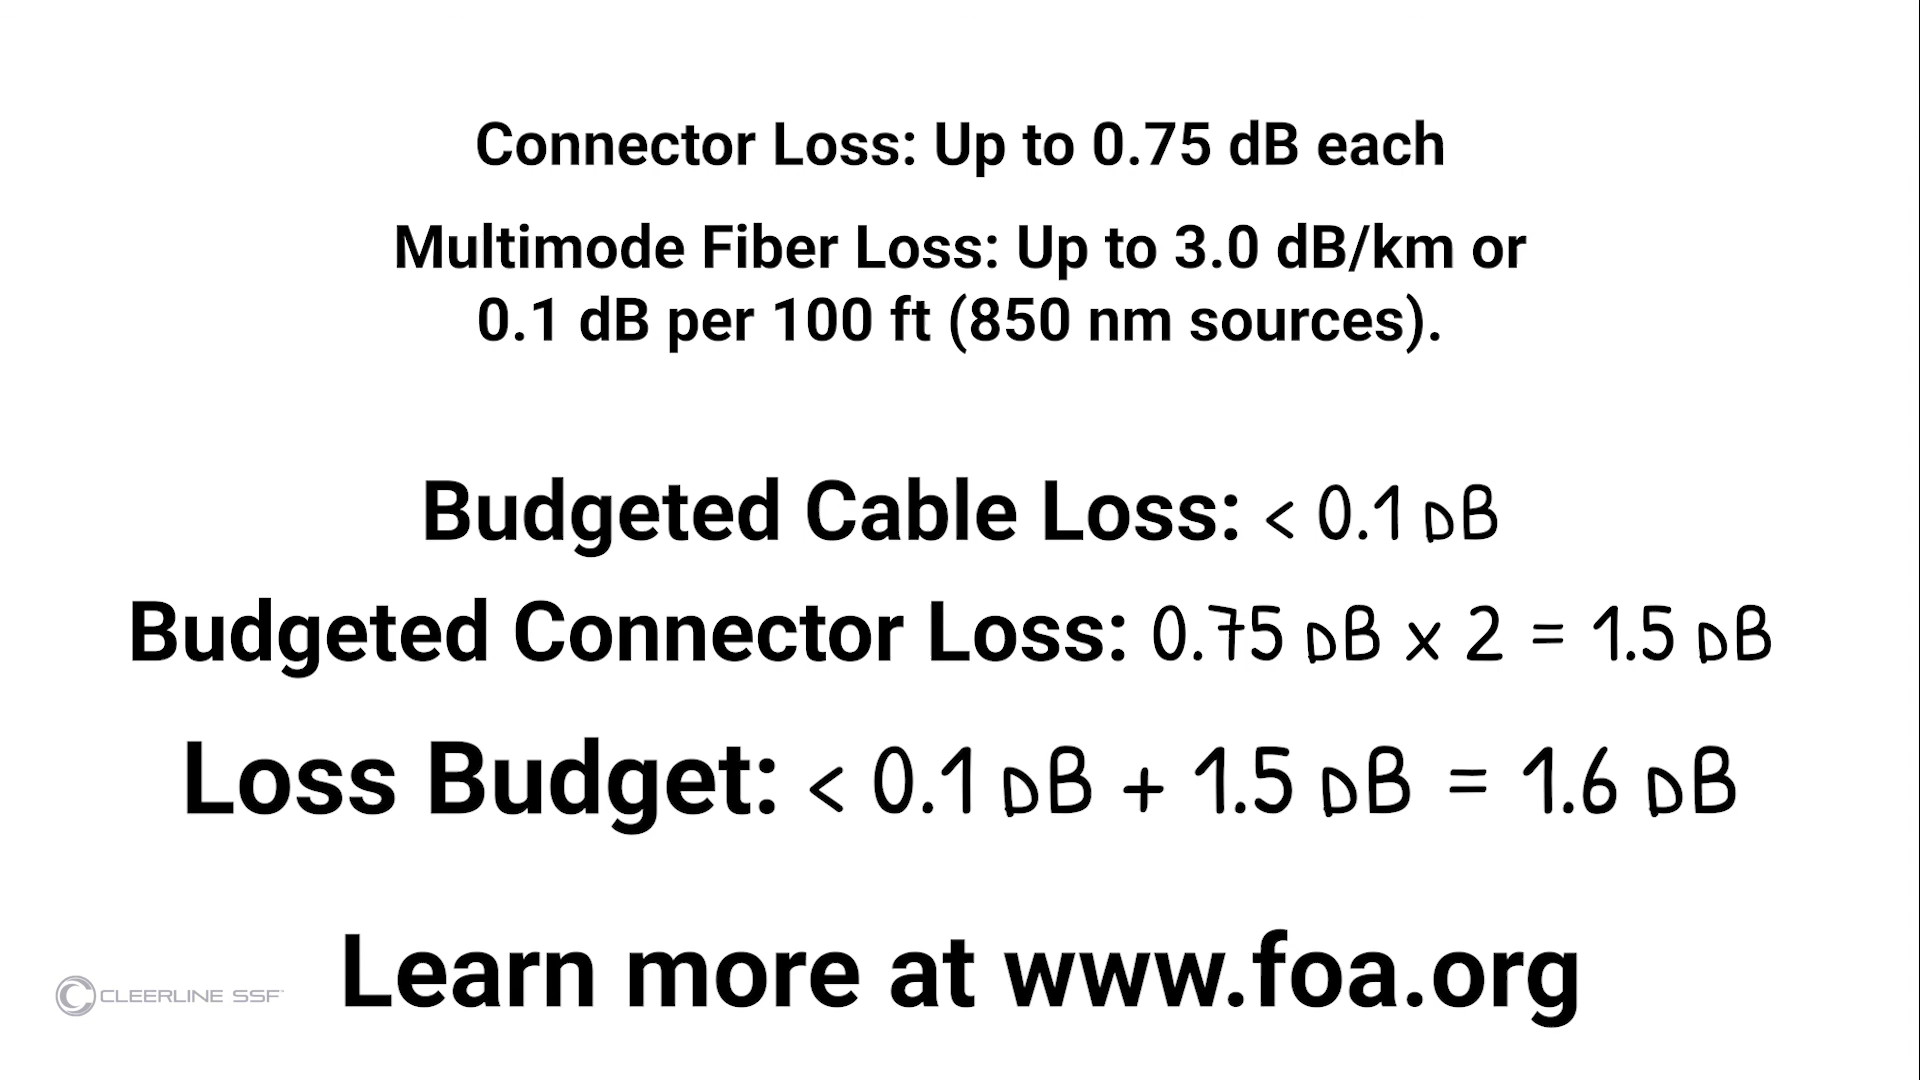 Connector Loss: Up to 0.75 dB each
Multimode Fiber Loss: Up to 3.0 dB/km or
0.1 dB per 100 ft (850 nm sources).
Budgeted Cable Loss: < 0.1 DB
Budgeted Connector Loss: 0.75 DB x 2 = 1.5 DB
Loss Budget: < 0.1 DB + 1.5 DB = 1.6 DB
Learn more at www.foa.org
CLEERLINE SSF™